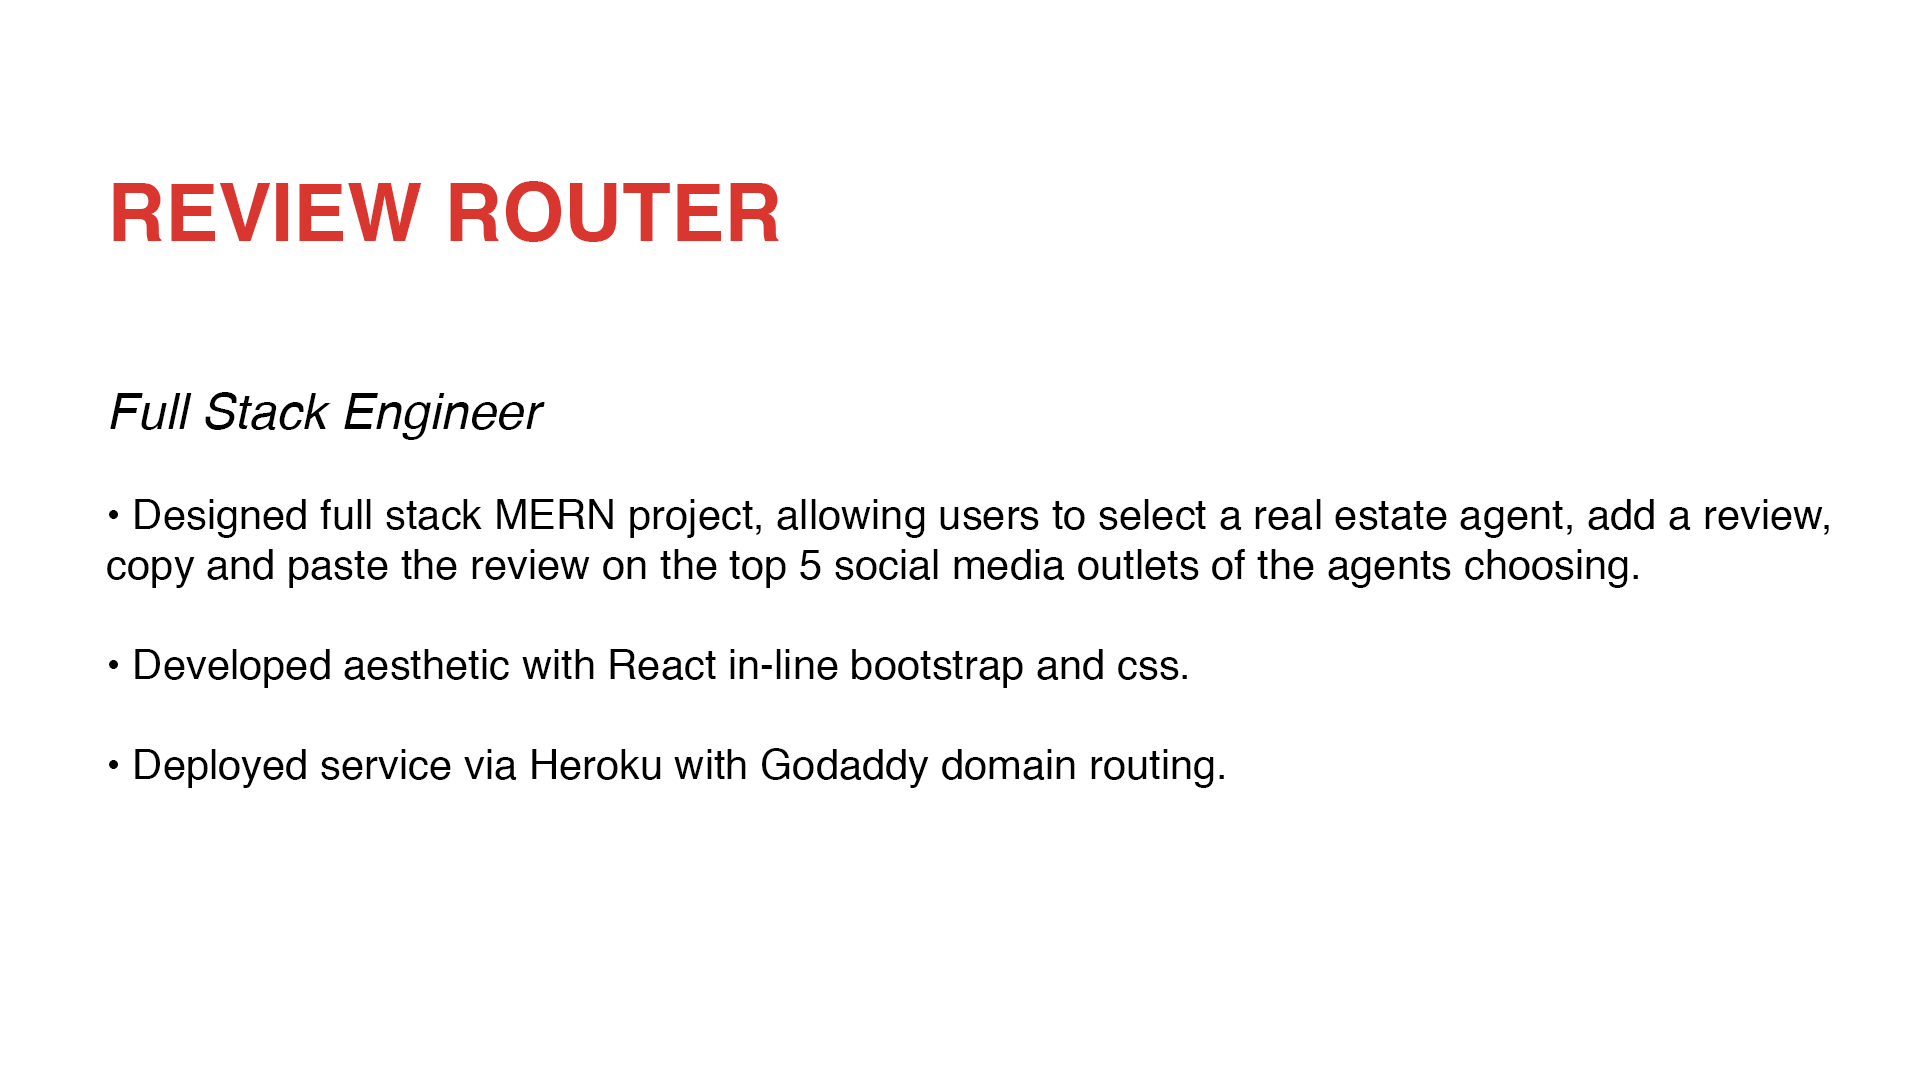 REVIEW ROUTER
Full Stack Engineer
• Designed full stack MERN project, allowing users to select a real estate agent, add a review,
copy and paste the review on the top 5 social media outlets of the agents choosing.
• Developed aesthetic with React in-line bootstrap and css.
• Deployed service via Heroku with Godaddy domain routing.